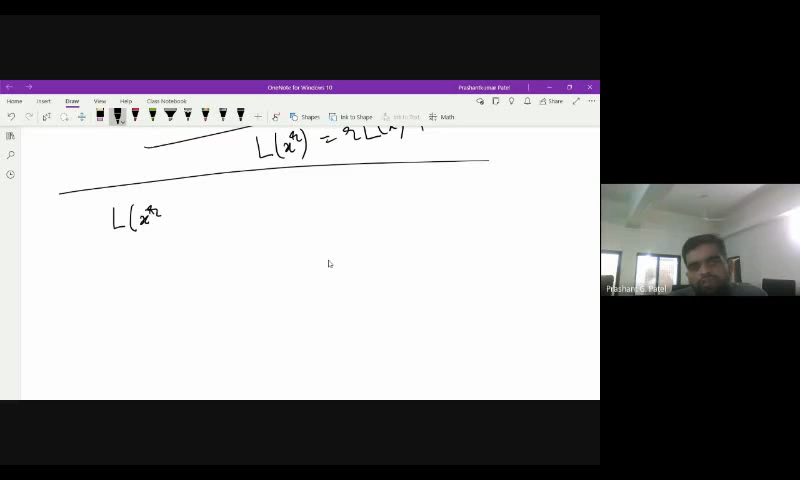 OneNote for Windows 10
Prashantkumar Patel
Home Insert Draw View Help Class Notebook
Share
Shapes Ink to Shape Ink to Text Math
L(x^r) = r L(x)
L(x^r
Prashant G. Patel